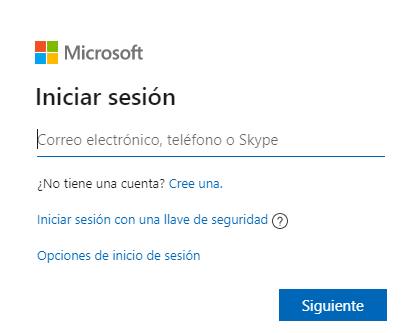 Microsoft
Iniciar sesión
Correo electrónico, teléfono o Skype
¿No tiene una cuenta? Cree una.
Iniciar sesión con una llave de seguridad ?
Opciones de inicio de sesión
Siguiente